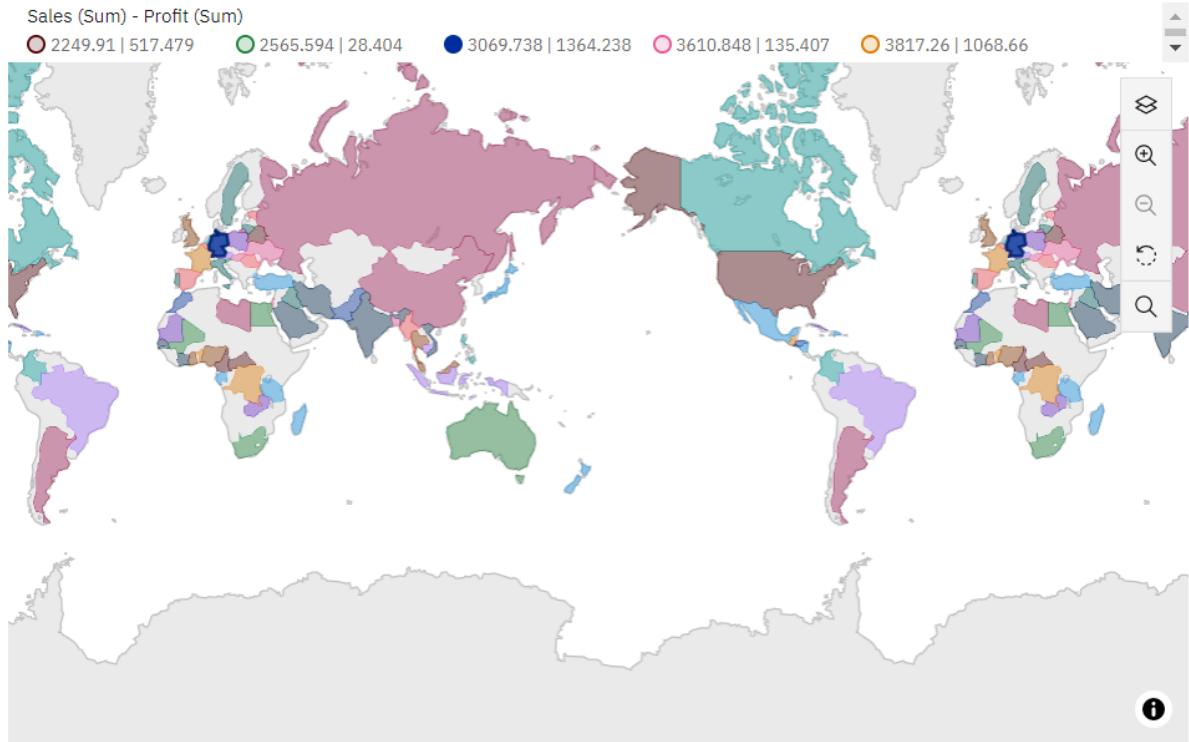 Sales (Sum) - Profit (Sum)
2249.91 | 517.479 2565.594 | 28.404 3069.738 | 1364.238 3610.848 | 135.407 3817.26 | 1068.66